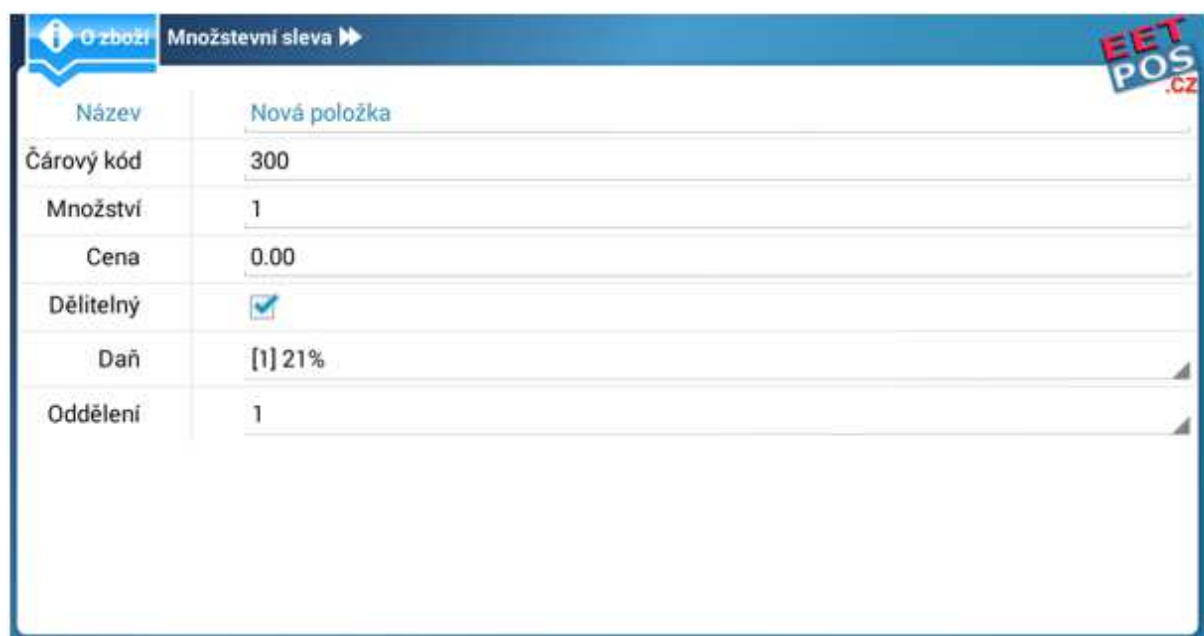 O zboží Množstevní sleva
EET
POS
.CZ
Název Nová položka
Čárový kód 300
Množství 1
Cena 0.00
Dělitelný
Daň [1] 21%
Oddělení 1